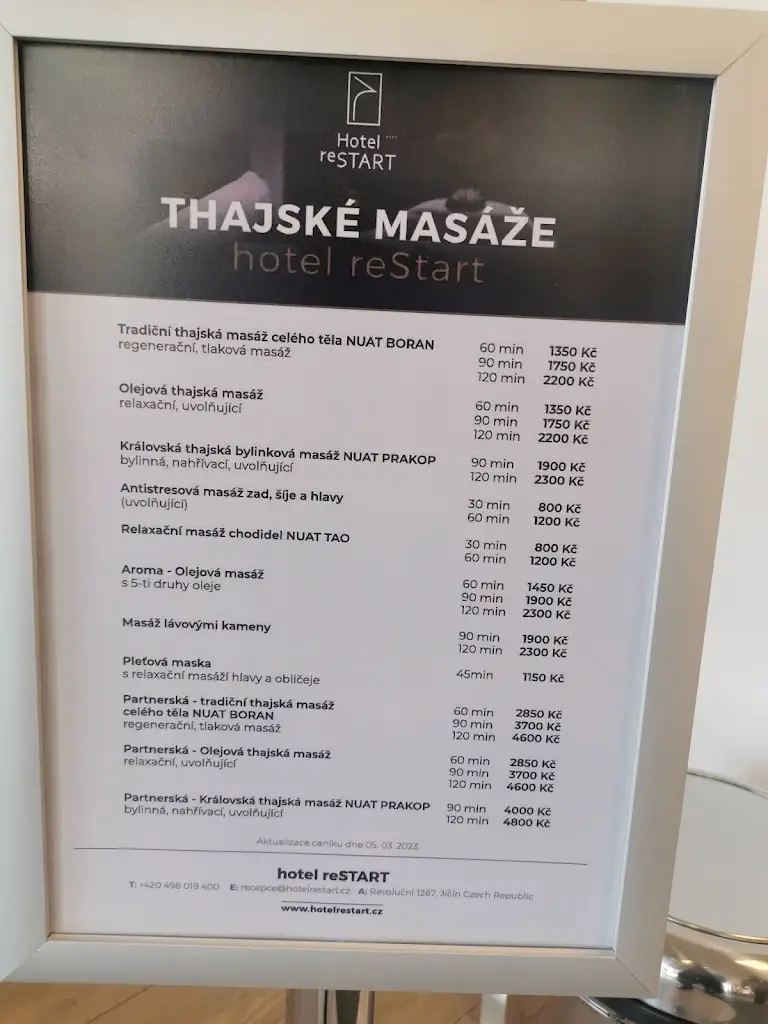 Hotel ****
reSTART
THAJSKÉ MASÁŽE
hotel reStart
Tradiční thajská masáž celého těla NUAT BORAN 60 min 1350 Kč
regenerační, tlaková masáž 90 min 1750 Kč
120 min 2200 Kč
Olejová thajská masáž 60 min 1350 Kč
relaxační, uvolňující 90 min 1750 Kč
120 min 2200 Kč
Královská thajská bylinková masáž NUAT PRAKOP 90 min 1900 Kč
bylinná, nahřívací, uvolňující 120 min 2300 Kč
Antistresová masáž zad, šíje a hlavy 30 min 800 Kč
(uvolňující) 60 min 1200 Kč
Relaxační masáž chodidel NUAT TAO 30 min 800 Kč
60 min 1200 Kč
Aroma - Olejová masáž 60 min 1450 Kč
s 5-ti druhy oleje 90 min 1900 Kč
120 min 2300 Kč
Masáž lávovými kameny 90 min 1900 Kč
120 min 2300 Kč
Pleťová maska 45min 1150 Kč
s relaxační masáží hlavy a obličeje
Partnerská - tradiční thajská masáž 60 min 2850 Kč
celého těla NUAT BORAN 90 min 3700 Kč
regenerační, tlaková masáž 120 min 4600 Kč
Partnerská - Olejová thajská masáž 60 min 2850 Kč
relaxační, uvolňující 90 min 3700 Kč
120 min 4600 Kč
Partnerská - Královská thajská masáž NUAT PRAKOP 90 min 4000 Kč
bylinná, nahřívací, uvolňující 120 min 4800 Kč
Aktualizace ceníku dne 05. 03. 2023
hotel reSTART
T: +420 498 019 400 E: recepce@hotelrestart.cz A: Revoluční 1267, Jičín Czech Republic
www.hotelrestart.cz